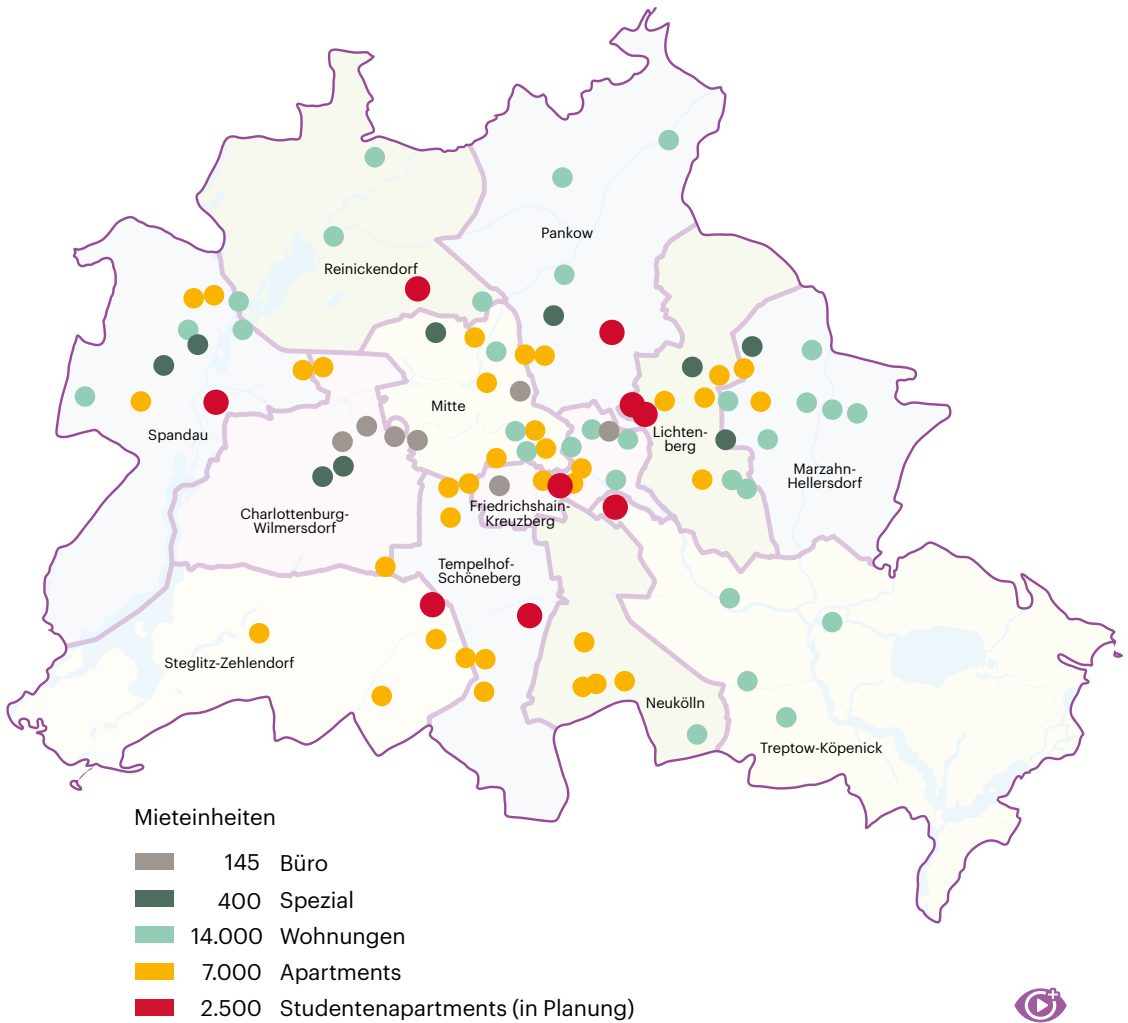 Pankow
Reinickendorf
Mitte
Spandau
Lichten-
berg
Marzahn-
Hellersdorf
Charlottenburg-
Wilmersdorf
Friedrichshain-
Kreuzberg
Tempelhof-
Schöneberg
Steglitz-Zehlendorf
Neukölln
Treptow-Köpenick
Mieteinheiten
145 Büro
400 Spezial
14.000 Wohnungen
7.000 Apartments
2.500 Studentenapartments (in Planung)